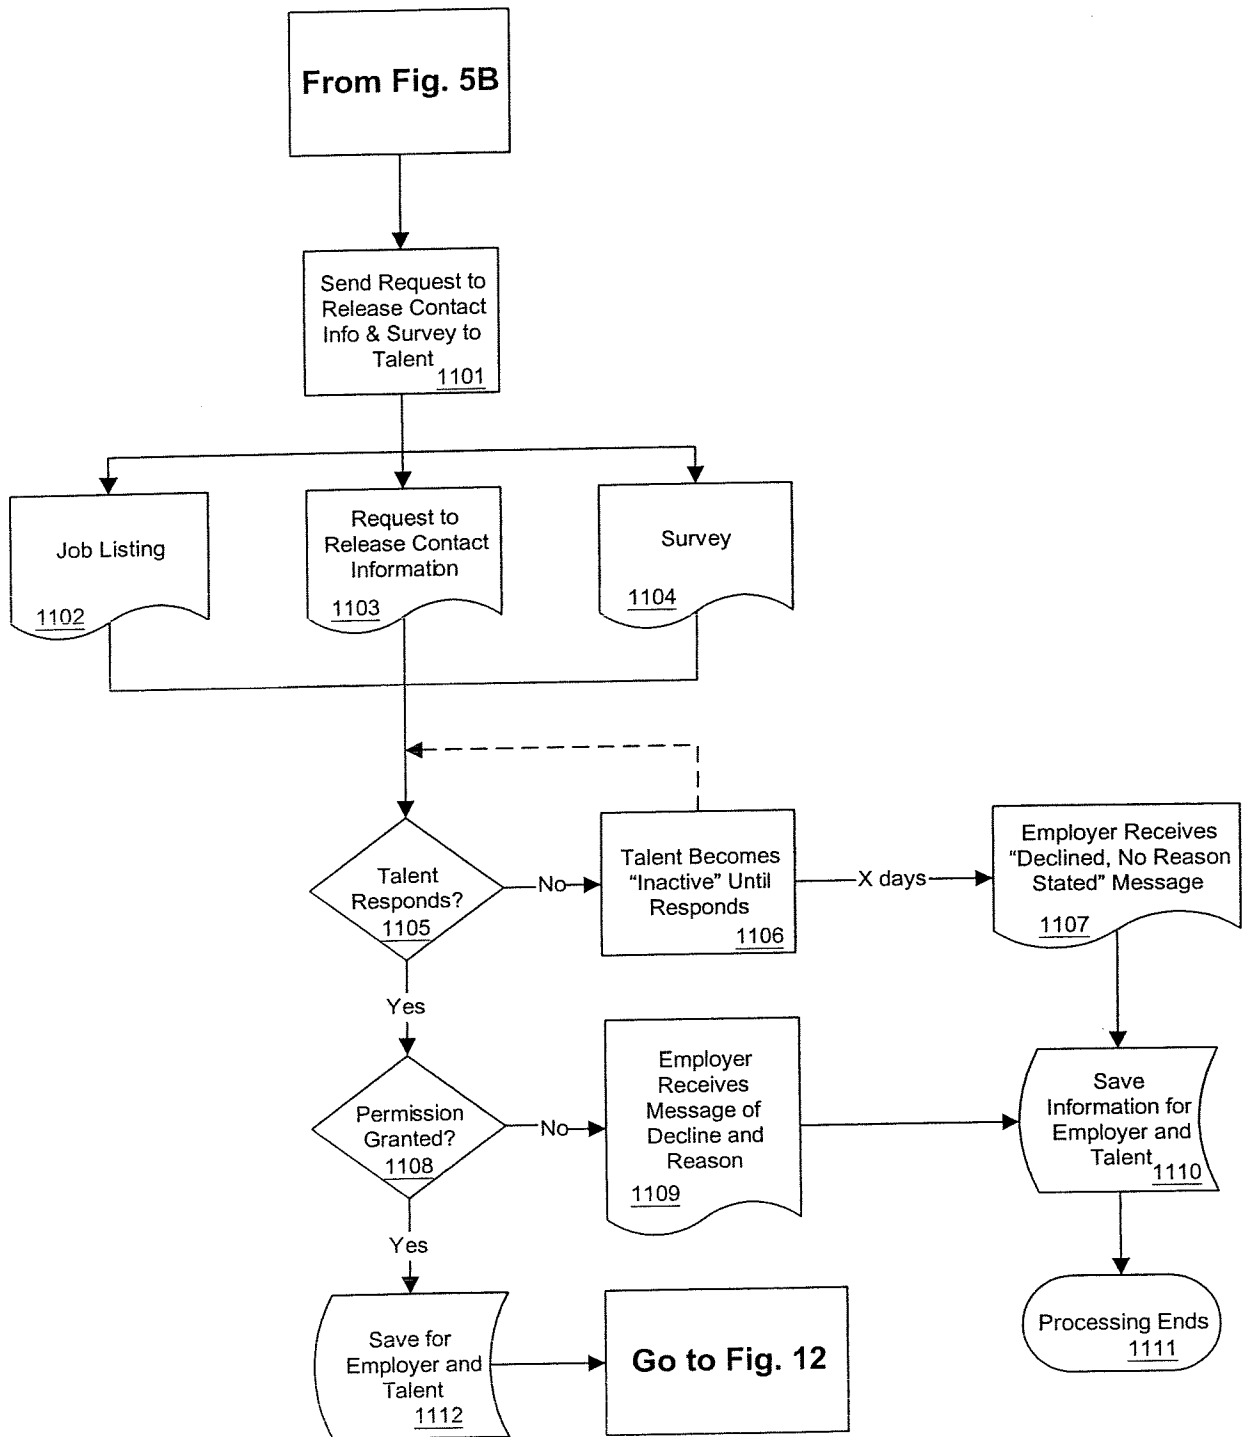 From Fig. 5B
Send Request to
Release Contact
Info & Survey to
Talent
1101
Job Listing
1102
Request to
Release Contact
Information
1103
Survey
1104
Talent
Responds?
1105
No
Talent Becomes
“Inactive” Until
Responds
1106
X days
Employer Receives
“Declined, No Reason
Stated” Message
1107
Yes
Permission
Granted?
1108
No
Employer
Receives
Message of
Decline and
Reason
1109
Save
Information for
Employer and
Talent
1110
Yes
Processing Ends
1111
Save for
Employer and
Talent
1112
Go to Fig. 12